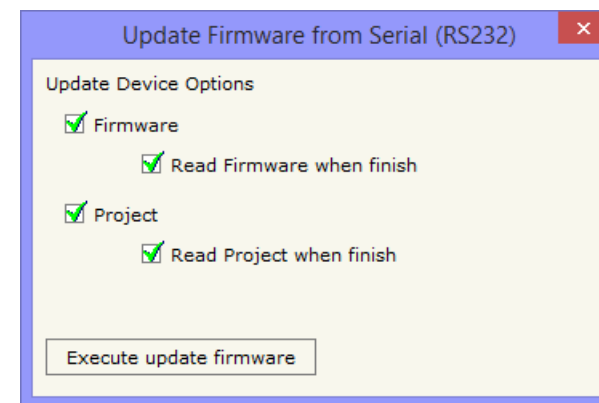 Update Firmware from Serial (RS232)
Update Device Options
Firmware
Read Firmware when finish
Project
Read Project when finish
Execute update firmware